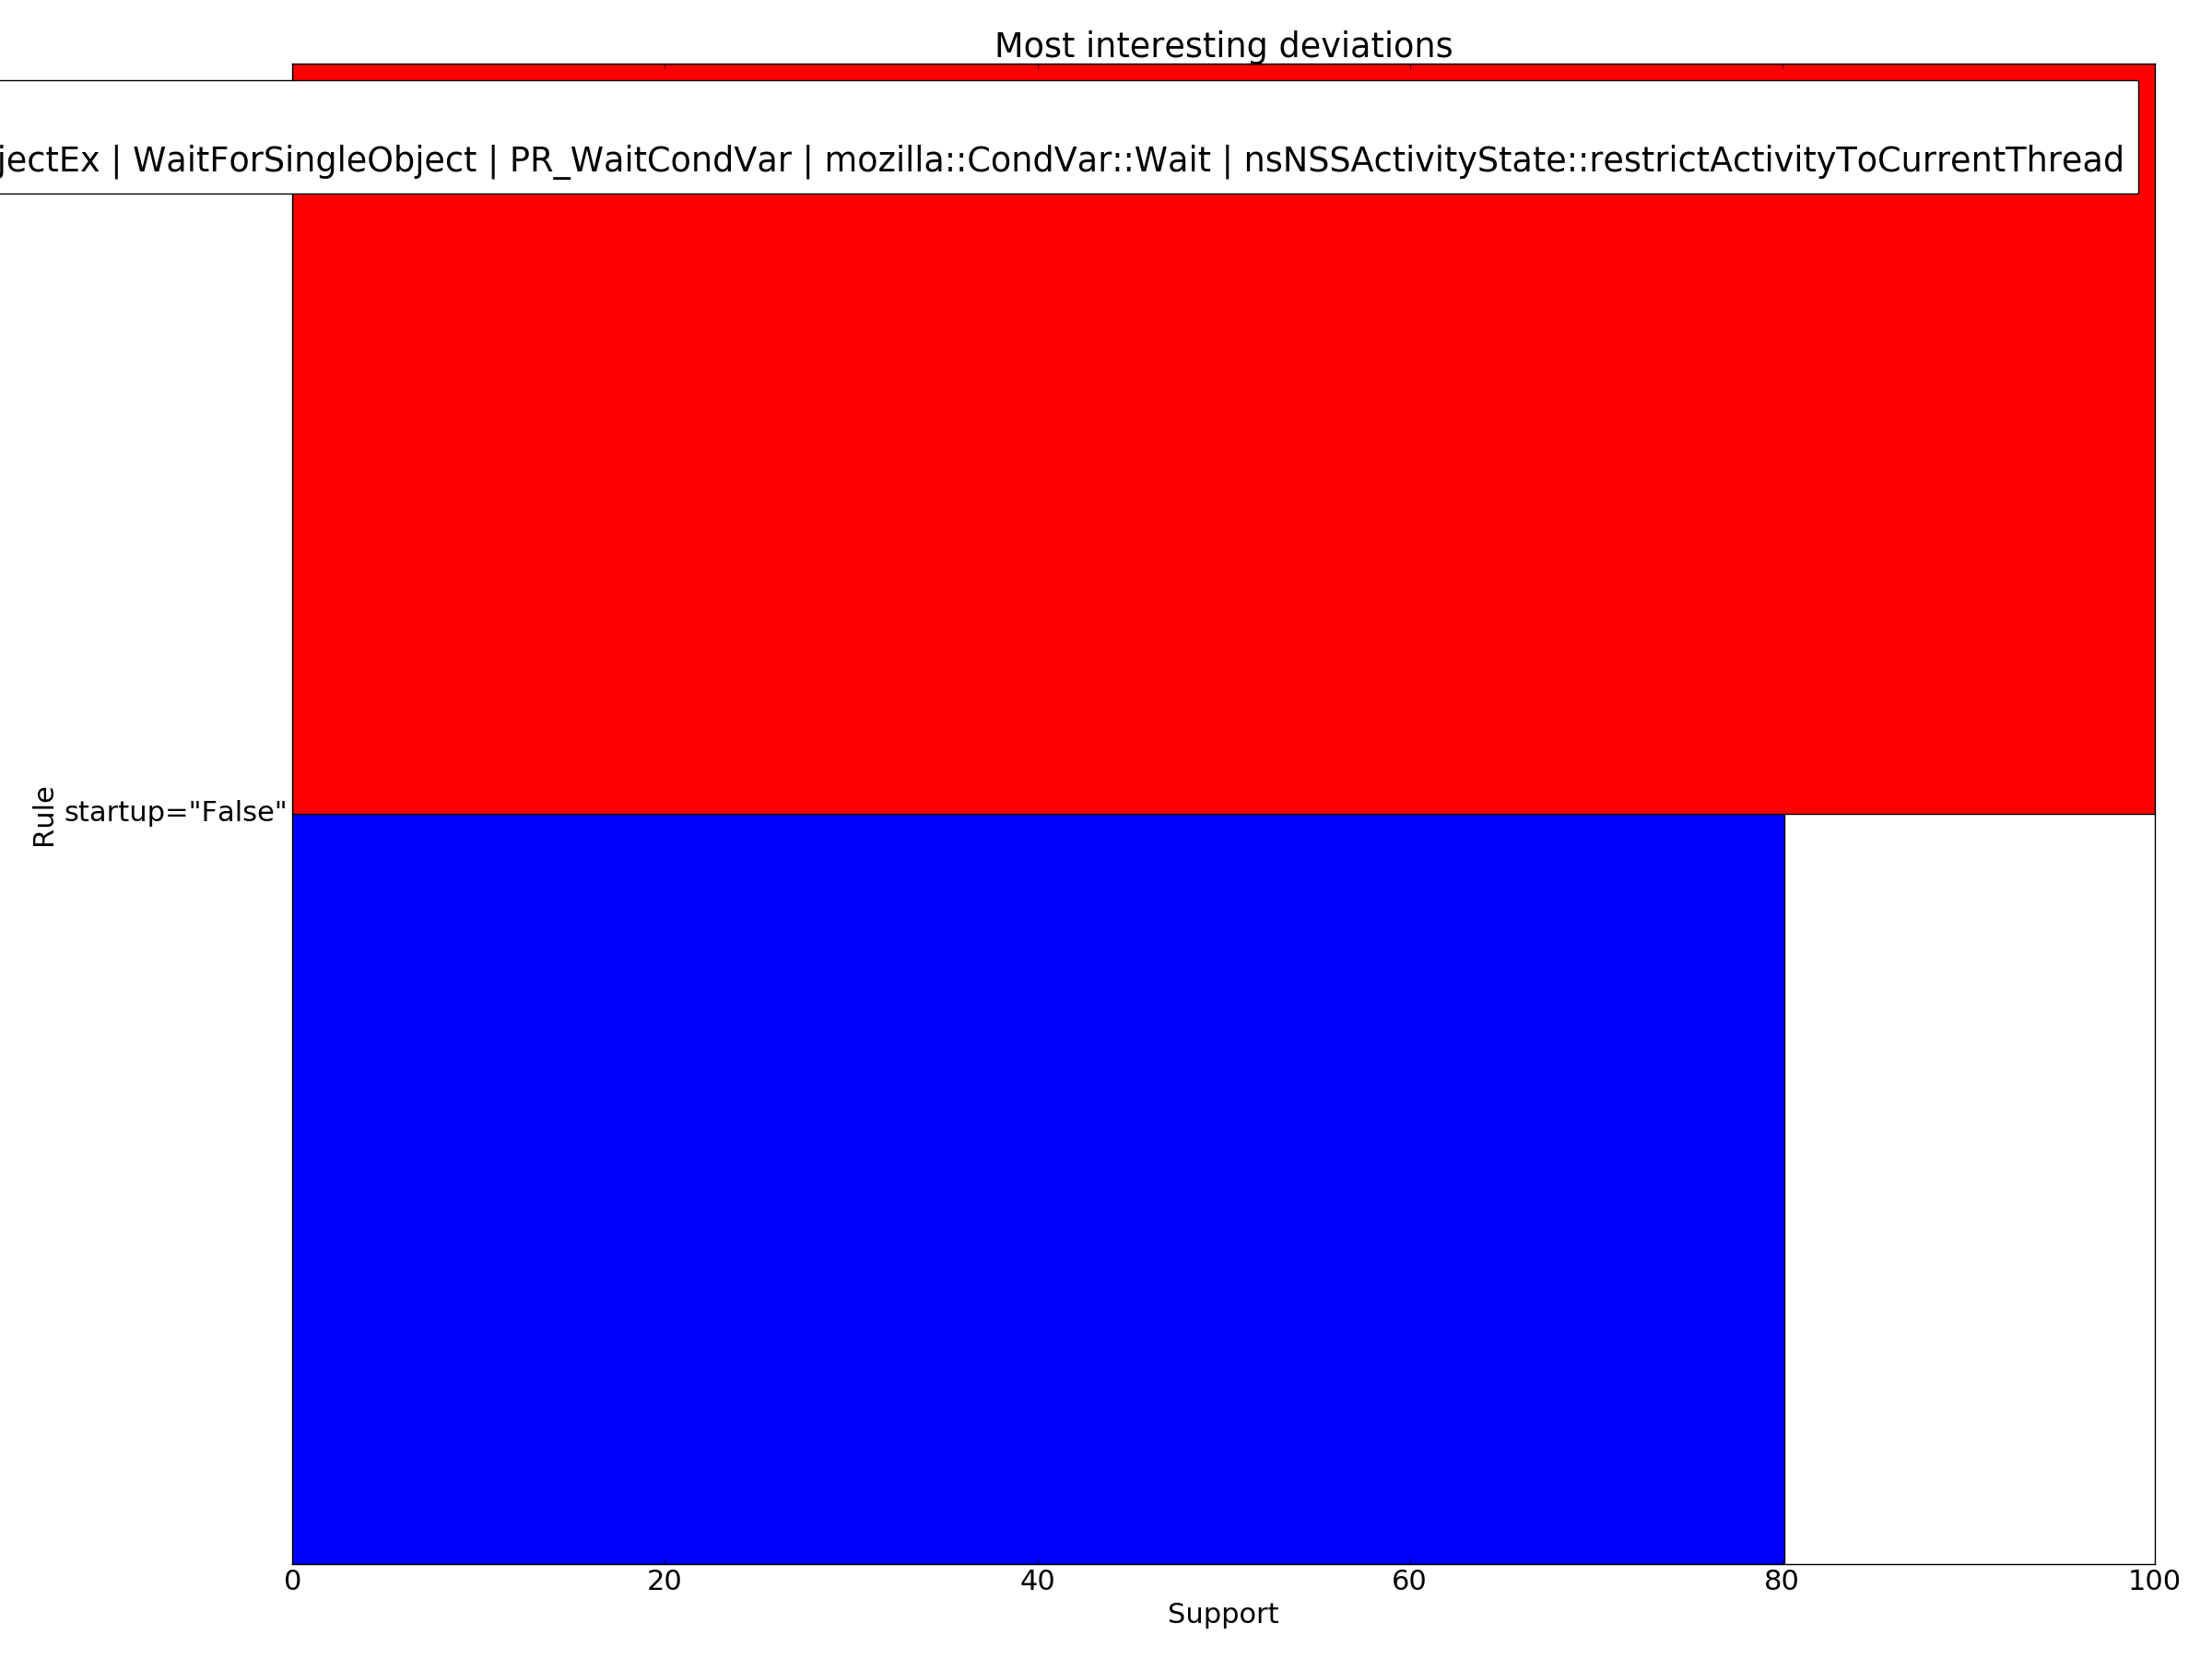 Most interesting deviations
| WaitForSingleObject | PR_WaitCondVar | mozilla::CondVar::Wait | nsNSSActivityState::restrictActivityToCurrentThread
Rule
startup="False"
0 20 40 60 80 100
Support